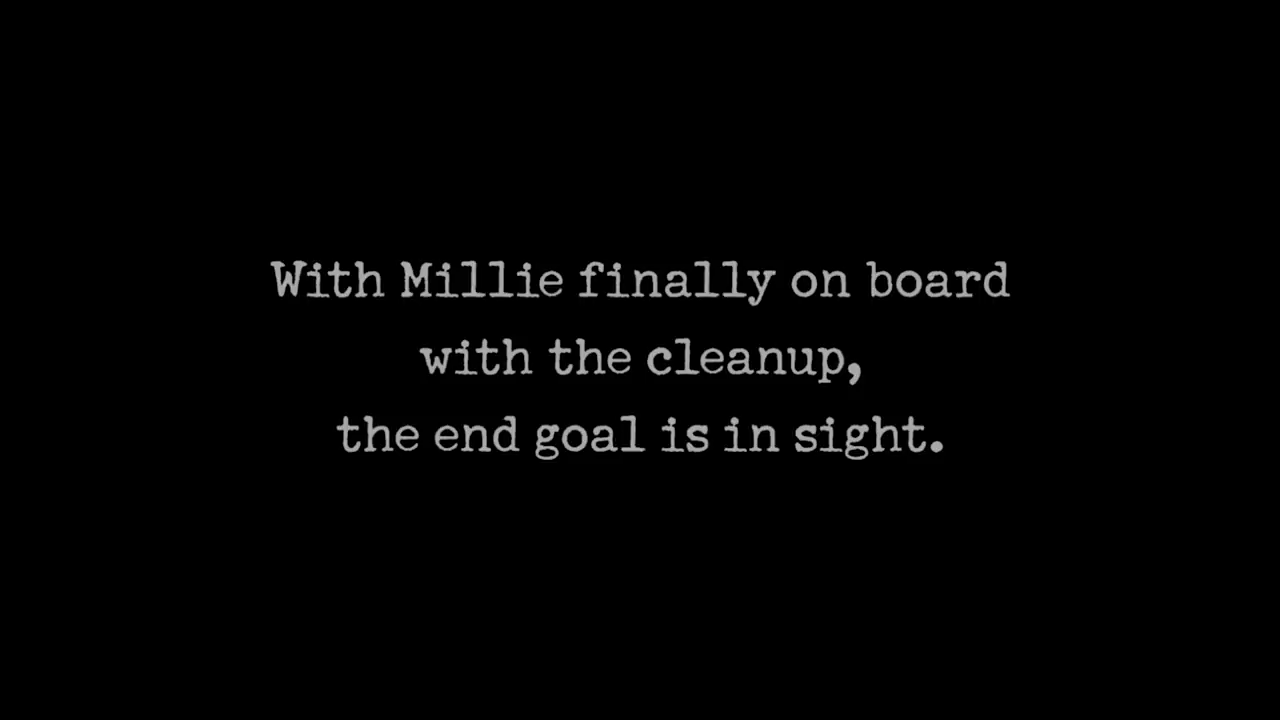 With Millie finally on board
with the cleanup,
the end goal is in sight.